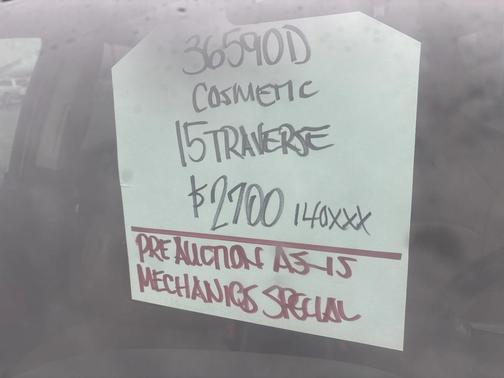 36590D
COSMETIC
15 TRAVERSE
$2700 140XXX
PRE AUCTION AS-IS
MECHANICS SPECIAL